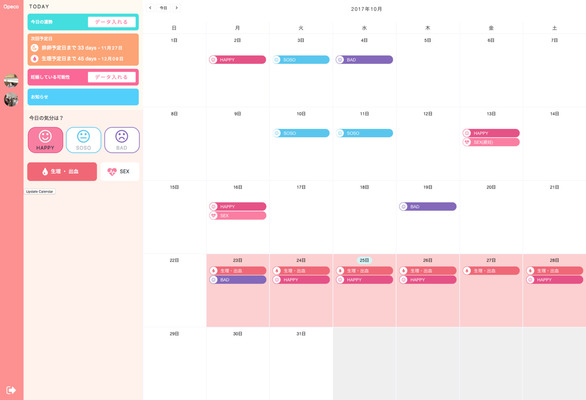 Opaca
TODAY
今日の運勢
データ入れる
次回予定日
排卵予定日まで 33 days - 11月27日
生理予定日まで 45 days - 12月09日
妊娠している可能性
データ入れる
お知らせ
今日の気分は？
HAPPY
SOSO
BAD
生理・出血
SEX
Update Calendar
今日
2017年10月
日 月 火 水 木 金 土
1日 2日 3日 4日 5日 6日 7日
HAPPY SOSO BAD
8日 9日 10日 11日 12日 13日 14日
SOSO SOSO HAPPY
SEX(避妊)
15日 16日 17日 18日 19日 20日 21日
HAPPY BAD
SEX
22日 23日 24日 25日 26日 27日 28日
生理・出血 生理・出血 生理・出血 生理・出血 生理・出血 生理・出血
BAD HAPPY HAPPY HAPPY HAPPY
29日 30日 31日